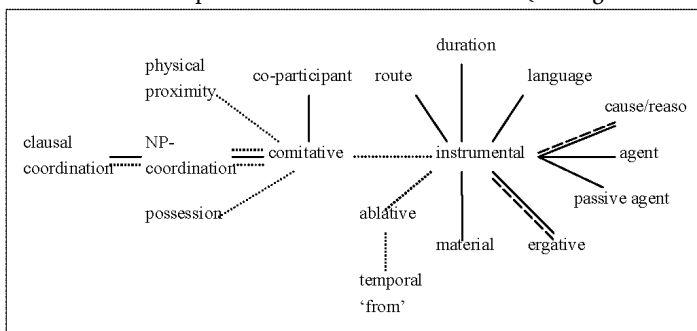 duration
physical
proximity
co-participant
route
language
cause/reaso
clausal
coordination
NP-
coordination
comitative
instrumental
agent
passive agent
possession
ablative
material
ergative
temporal
‘from’